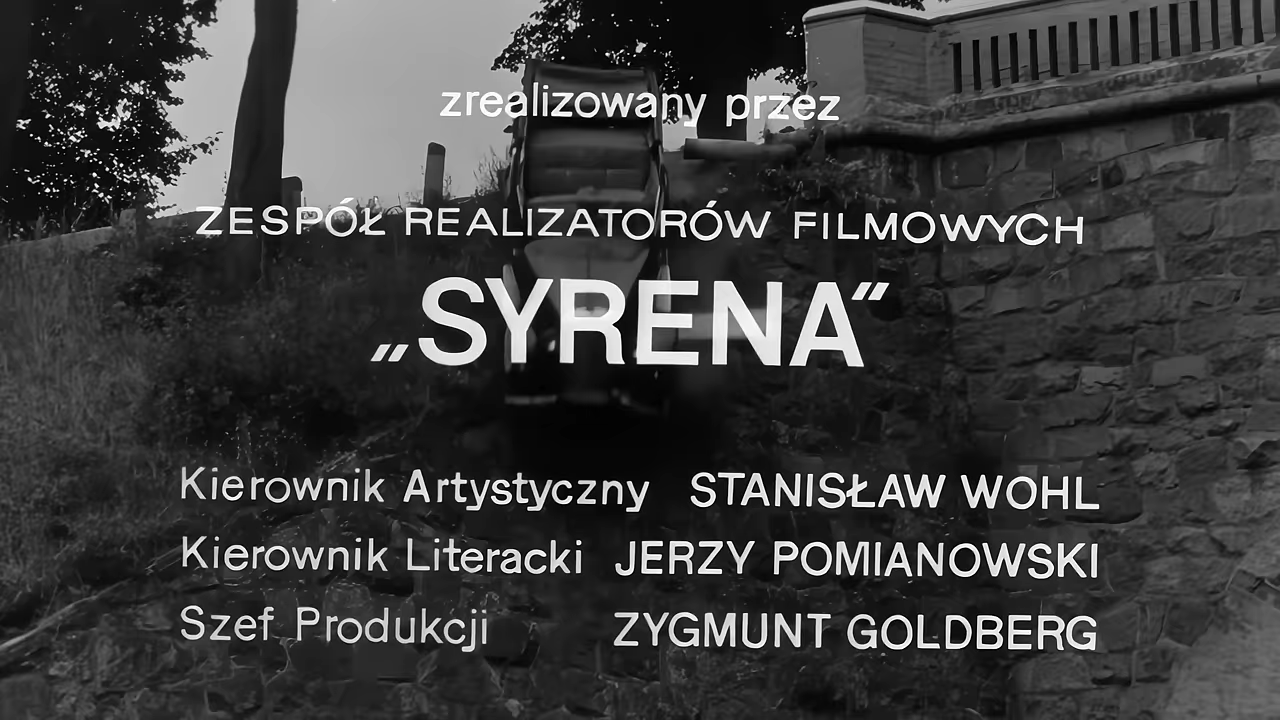 zrealizowany przez
ZESPÓŁ REALIZATORÓW FILMOWYCH
„SYRENA”
Kierownik Artystyczny STANISŁAW WOHL
Kierownik Literacki JERZY POMIANOWSKI
Szef Produkcji ZYGMUNT GOLDBERG